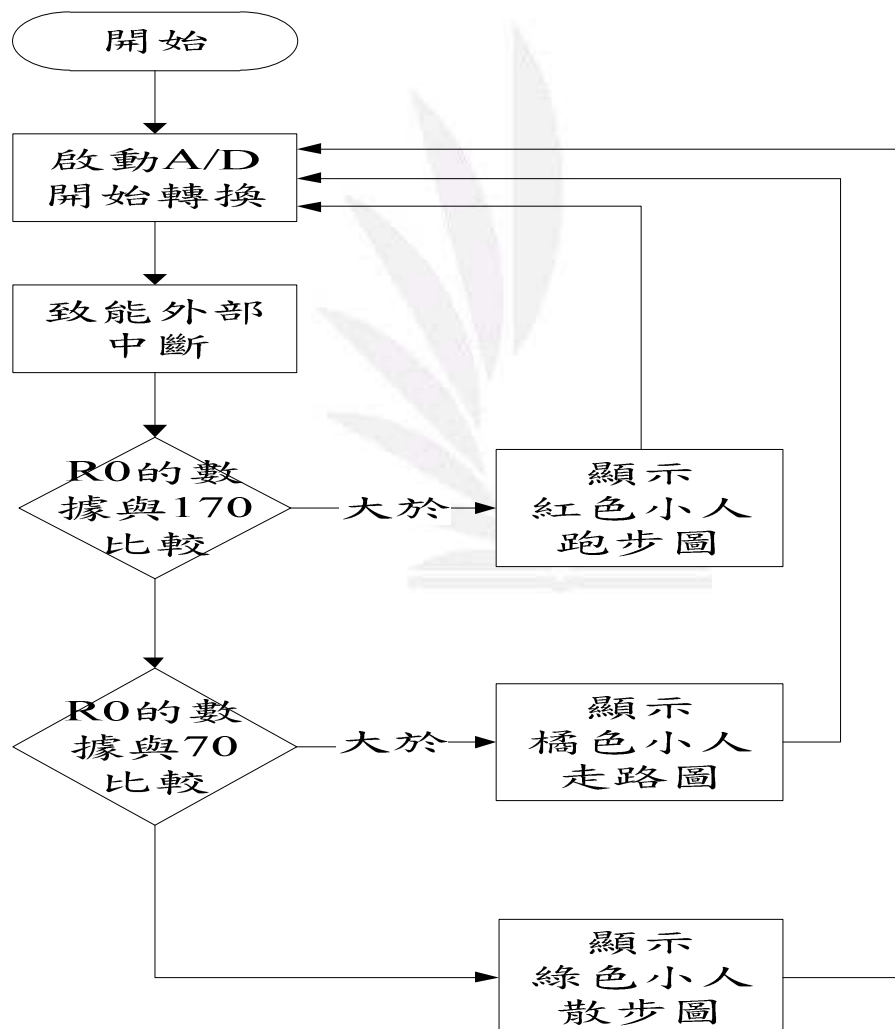 開始
啟動A/D
開始轉換
致能外部
中斷
R0的數
據與170
比較
大於
顯示
紅色小人
跑步圖
R0的數
據與70
比較
大於
顯示
橘色小人
走路圖
顯示
綠色小人
散步圖